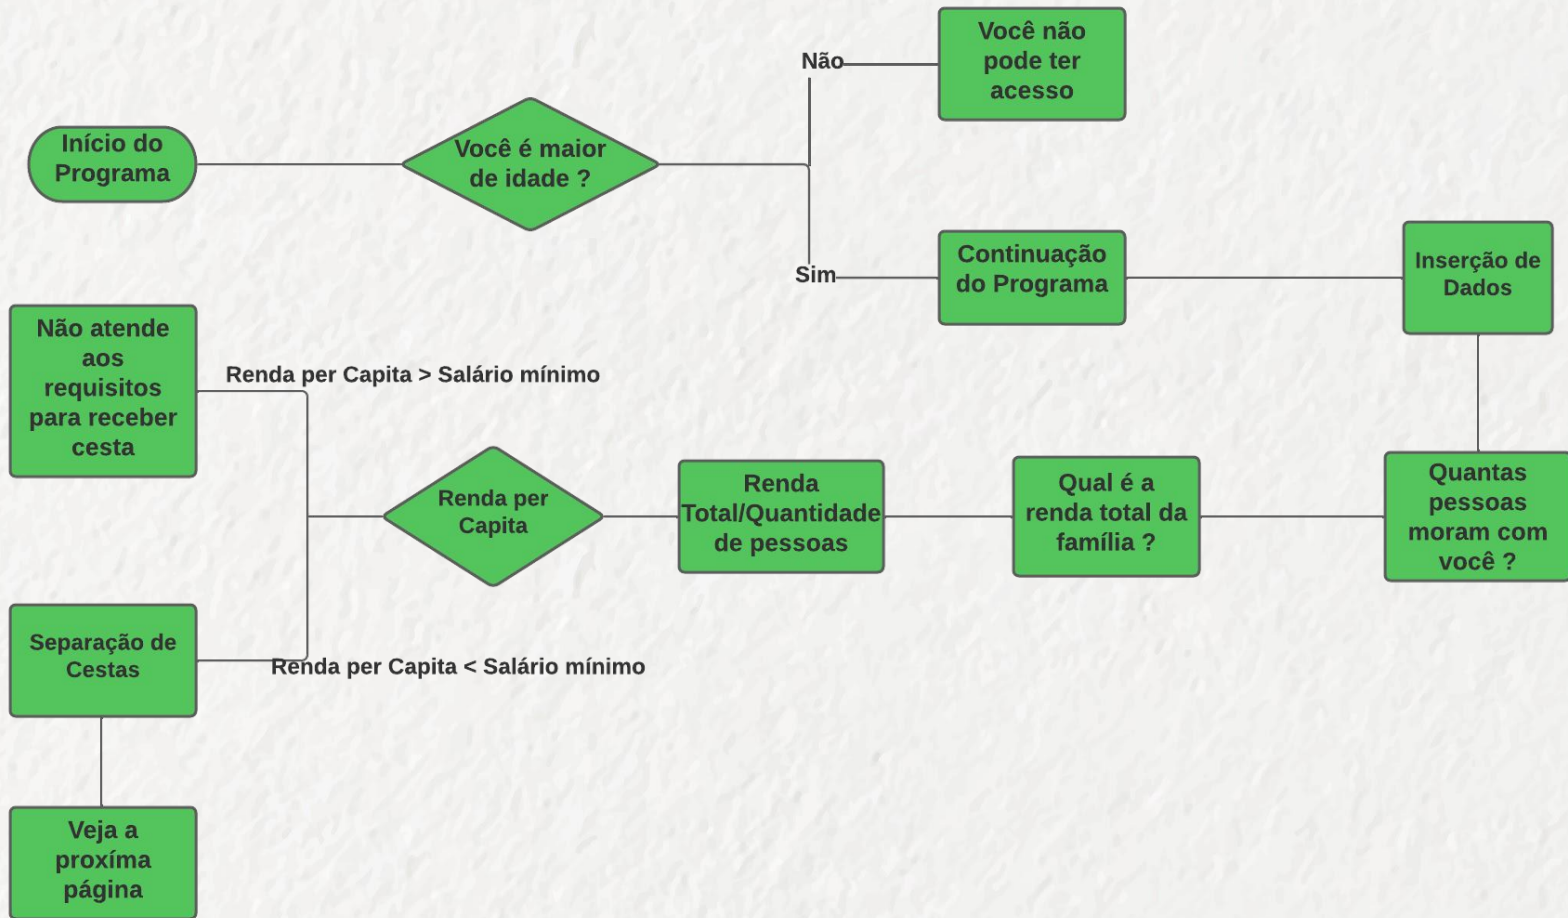 Início do
Programa
Você é maior
de idade ?
Não
Você não
pode ter
acesso
Sim
Continuação
do Programa
Inserção de
Dados
Quantas
pessoas
moram com
você ?
Qual é a
renda total da
família ?
Renda
Total/Quantidade
de pessoas
Renda per
Capita
Renda per Capita > Salário mínimo
Não atende
aos
requisitos
para receber
cesta
Renda per Capita < Salário mínimo
Separação de
Cestas
Veja a
proxíma
página